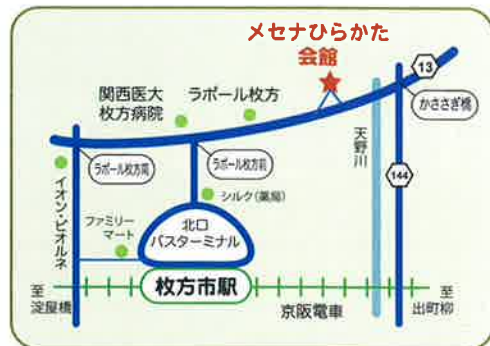 メセナひらかた
会館
13
関西医大
枚方病院
ラポール枚方
かささぎ橋
ラポール枚方南
ラポール枚方前
天野川
144
イオン・ビオルネ
シルク(薬局)
ファミリー
マート
北口
バスターミナル
枚方市駅
至
淀屋橋
京阪電車
至
出町柳